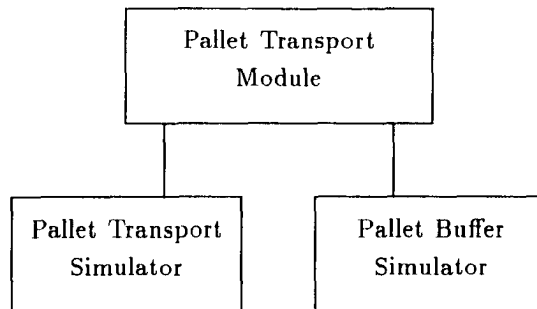 Pallet Transport
Module
Pallet Transport
Simulator
Pallet Buffer
Simulator